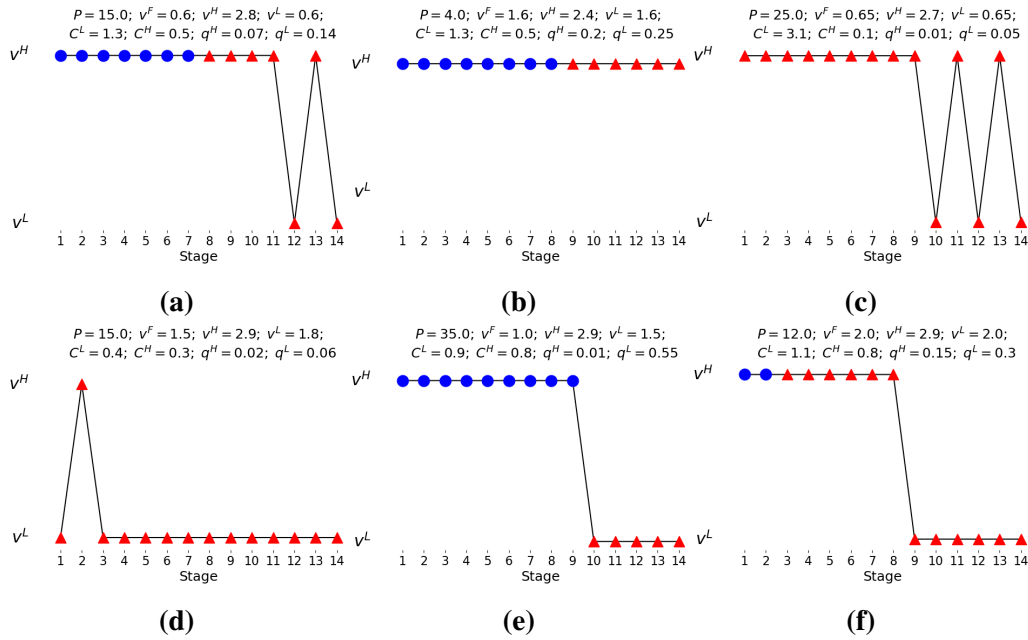 P = 15.0; v^F = 0.6; v^H = 2.8; v^L = 0.6;
C^L = 1.3; C^H = 0.5; q^H = 0.07; q^L = 0.14
v^H
v^L
1 2 3 4 5 6 7 8 9 10 11 12 13 14
Stage
(a)
P = 4.0; v^F = 1.6; v^H = 2.4; v^L = 1.6;
C^L = 1.3; C^H = 0.5; q^H = 0.2; q^L = 0.25
v^H
v^L
1 2 3 4 5 6 7 8 9 10 11 12 13 14
Stage
(b)
P = 25.0; v^F = 0.65; v^H = 2.7; v^L = 0.65;
C^L = 3.1; C^H = 0.1; q^H = 0.01; q^L = 0.05
v^H
v^L
1 2 3 4 5 6 7 8 9 10 11 12 13 14
Stage
(c)
P = 15.0; v^F = 1.5; v^H = 2.9; v^L = 1.8;
C^L = 0.4; C^H = 0.3; q^H = 0.02; q^L = 0.06
v^H
v^L
1 2 3 4 5 6 7 8 9 10 11 12 13 14
Stage
(d)
P = 35.0; v^F = 1.0; v^H = 2.9; v^L = 1.5;
C^L = 0.9; C^H = 0.8; q^H = 0.01; q^L = 0.55
v^H
v^L
1 2 3 4 5 6 7 8 9 10 11 12 13 14
Stage
(e)
P = 12.0; v^F = 2.0; v^H = 2.9; v^L = 2.0;
C^L = 1.1; C^H = 0.8; q^H = 0.15; q^L = 0.3
v^H
v^L
1 2 3 4 5 6 7 8 9 10 11 12 13 14
Stage
(f)